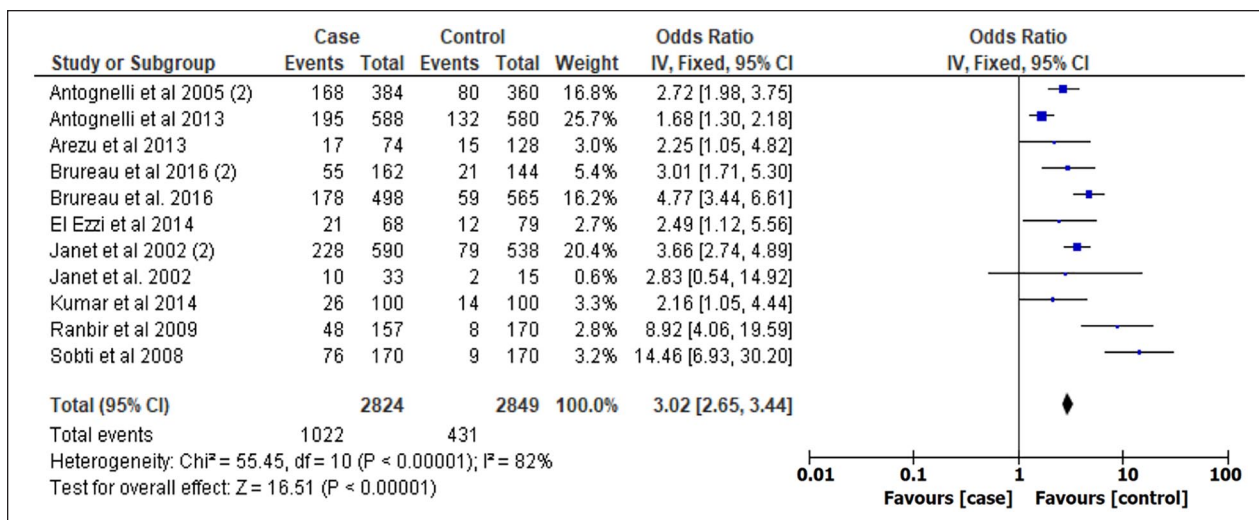 Case Control Odds Ratio Odds Ratio
Study or Subgroup Events Total Events Total Weight IV, Fixed, 95% CI IV, Fixed, 95% CI
Antognelli et al 2005 (2) 168 384 80 360 16.8% 2.72 [1.98, 3.75]
Antognelli et al 2013 195 588 132 580 25.7% 1.68 [1.30, 2.18]
Arezu et al 2013 17 74 15 128 3.0% 2.25 [1.05, 4.82]
Brureau et al 2016 (2) 55 162 21 144 5.4% 3.01 [1.71, 5.30]
Brureau et al. 2016 178 498 59 565 16.2% 4.77 [3.44, 6.61]
El Ezzi et al 2014 21 68 12 79 2.7% 2.49 [1.12, 5.56]
Janet et al 2002 (2) 228 590 79 538 20.4% 3.66 [2.74, 4.89]
Janet et al. 2002 10 33 2 15 0.6% 2.83 [0.54, 14.92]
Kumar et al 2014 26 100 14 100 3.3% 2.16 [1.05, 4.44]
Ranbir et al 2009 48 157 8 170 2.8% 8.92 [4.06, 19.59]
Sobti et al 2008 76 170 9 170 3.2% 14.46 [6.93, 30.20]
Total (95% CI) 2824 2849 100.0% 3.02 [2.65, 3.44]
Total events 1022 431
Heterogeneity: Chi² = 55.45, df = 10 (P < 0.00001); I² = 82%
Test for overall effect: Z = 16.51 (P < 0.00001)
0.01 0.1 1 10 100
Favours [case] Favours [control]